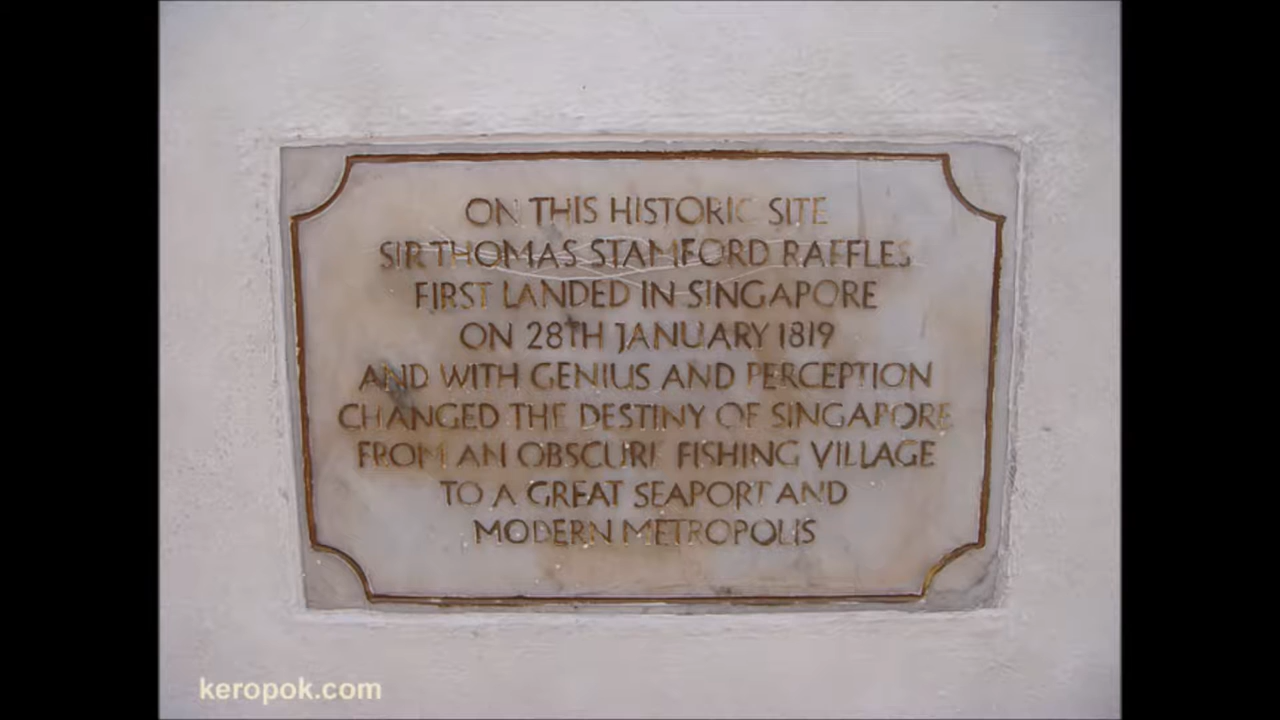 ON THIS HISTORIC SITE
SIR THOMAS STAMFORD RAFFLES
FIRST LANDED IN SINGAPORE
ON 28TH JANUARY 1819
AND WITH GENIUS AND PERCEPTION
CHANGED THE DESTINY OF SINGAPORE
FROM AN OBSCURE FISHING VILLAGE
TO A GREAT SEAPORT AND
MODERN METROPOLIS
keropok.com